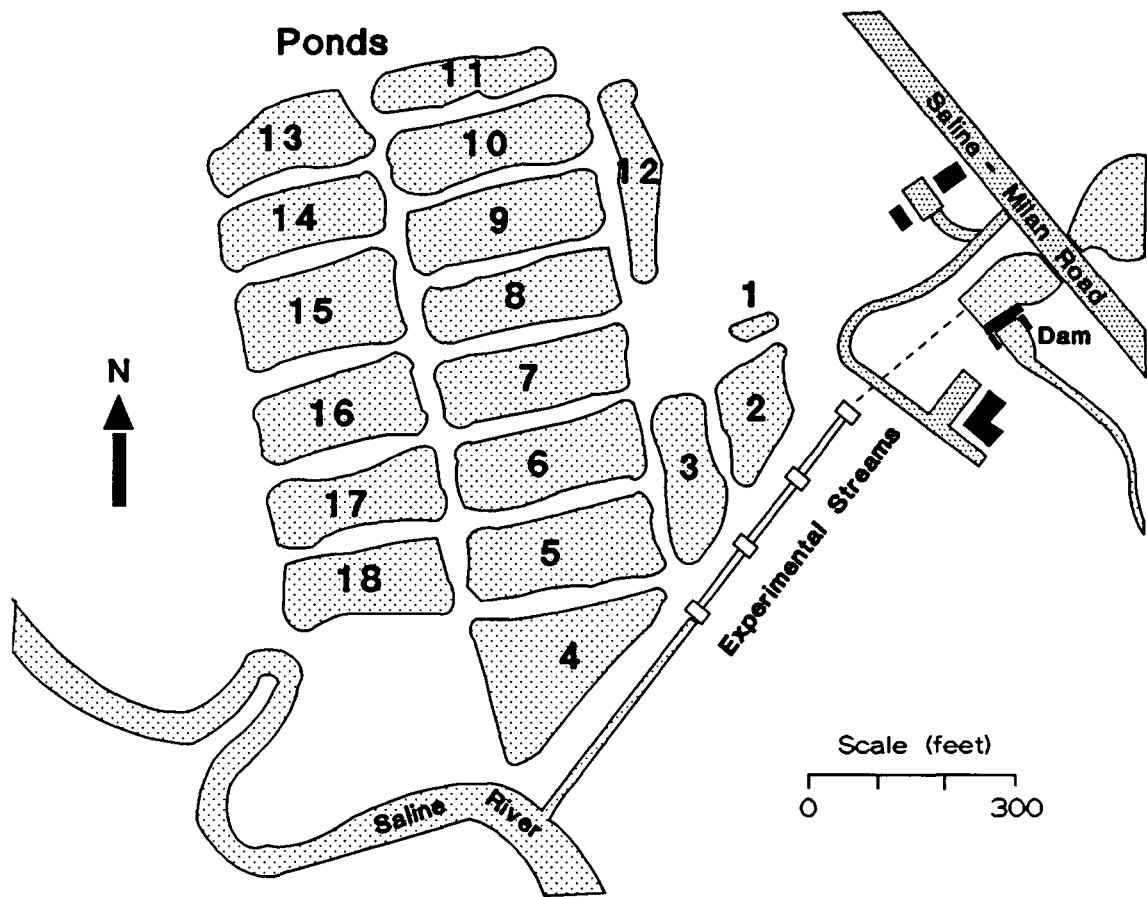 Ponds
11
13
10
12
14
9
15
8
1
7
16
2
6
3
17
5
18
4
N
Saline - Milan Road
Dam
Experimental Streams
Scale (feet)
0 300
Saline River